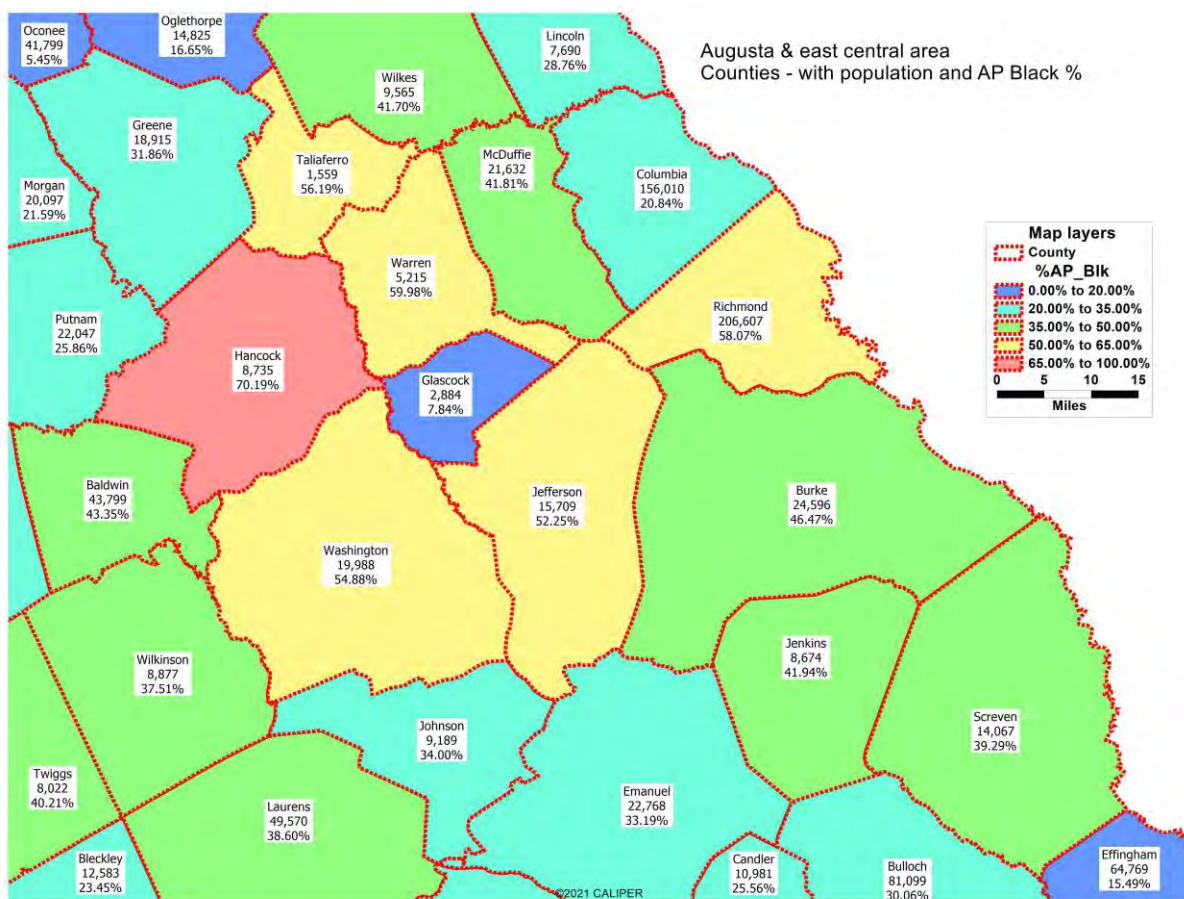 Augusta & east central area
Counties - with population and AP Black %
Oconee
41,799
5.45%
Oglethorpe
14,825
16.65%
Wilkes
9,565
41.70%
Lincoln
7,690
28.76%
Greene
18,915
31.86%
Taliaferro
1,559
56.19%
McDuffie
21,632
41.81%
Columbia
156,010
20.84%
Morgan
20,097
21.59%
Warren
5,215
59.98%
Richmond
206,607
58.07%
Map layers
County
%AP_Blk
0.00% to 20.00%
20.00% to 35.00%
35.00% to 50.00%
50.00% to 65.00%
65.00% to 100.00%
0 5 10 15
Miles
Putnam
22,047
25.86%
Hancock
8,735
70.19%
Glascock
2,884
7.84%
Baldwin
43,799
43.35%
Jefferson
15,709
52.25%
Burke
24,596
46.47%
Washington
19,988
54.88%
Jenkins
8,674
41.94%
Wilkinson
8,877
37.51%
Screven
14,067
39.29%
Johnson
9,189
34.00%
Twiggs
8,022
40.21%
Laurens
49,570
38.60%
Emanuel
22,768
33.19%
Bleckley
12,583
23.45%
Candler
10,981
25.56%
Bulloch
81,099
30.06%
Effingham
64,769
15.49%
©2021 CALIPER